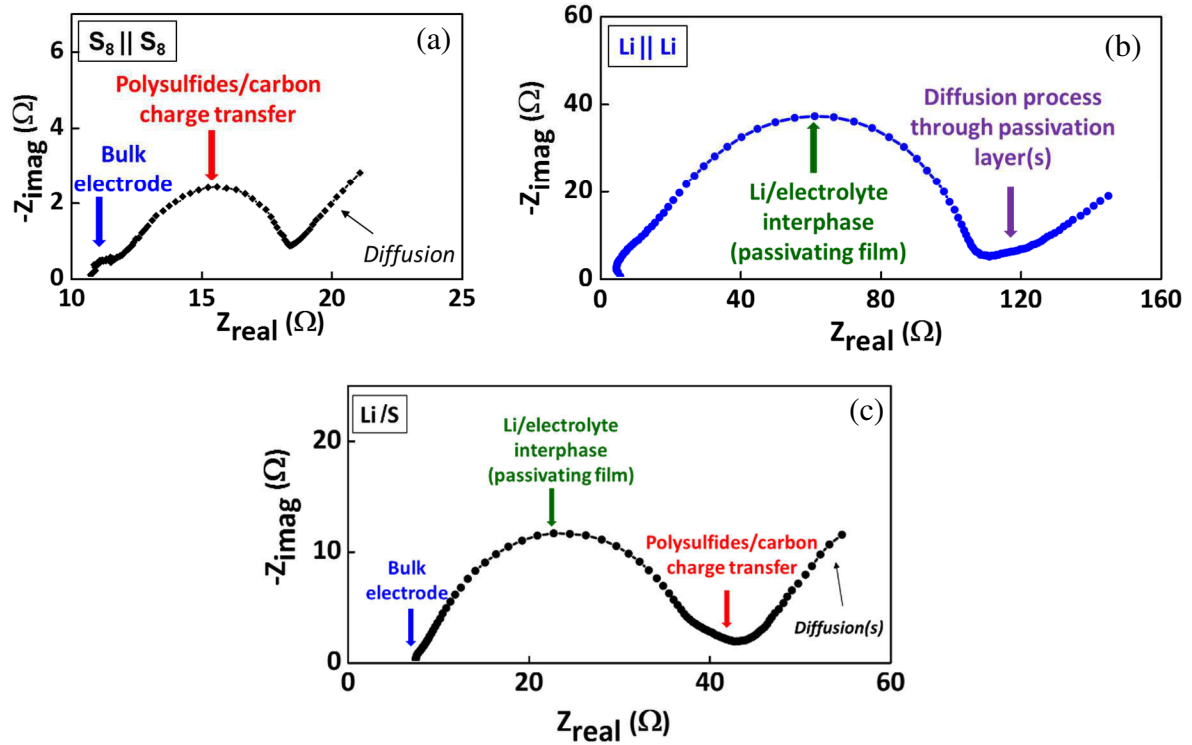 S₈ || S₈
(a)
Polysulfides/carbon
charge transfer
Bulk
electrode
Diffusion
-Zimag (Ω)
6
4
2
0
10
15
20
25
Zreal (Ω)
Li || Li
(b)
Diffusion process
through passivation
layer(s)
Li/electrolyte
interphase
(passivating film)
-Zimag (Ω)
60
40
20
0
0
40
80
120
160
Zreal (Ω)
Li/S
(c)
Li/electrolyte
interphase
(passivating film)
Polysulfides/carbon
charge transfer
Bulk
electrode
Diffusion(s)
-Zimag (Ω)
20
10
0
0
20
40
60
Zreal (Ω)